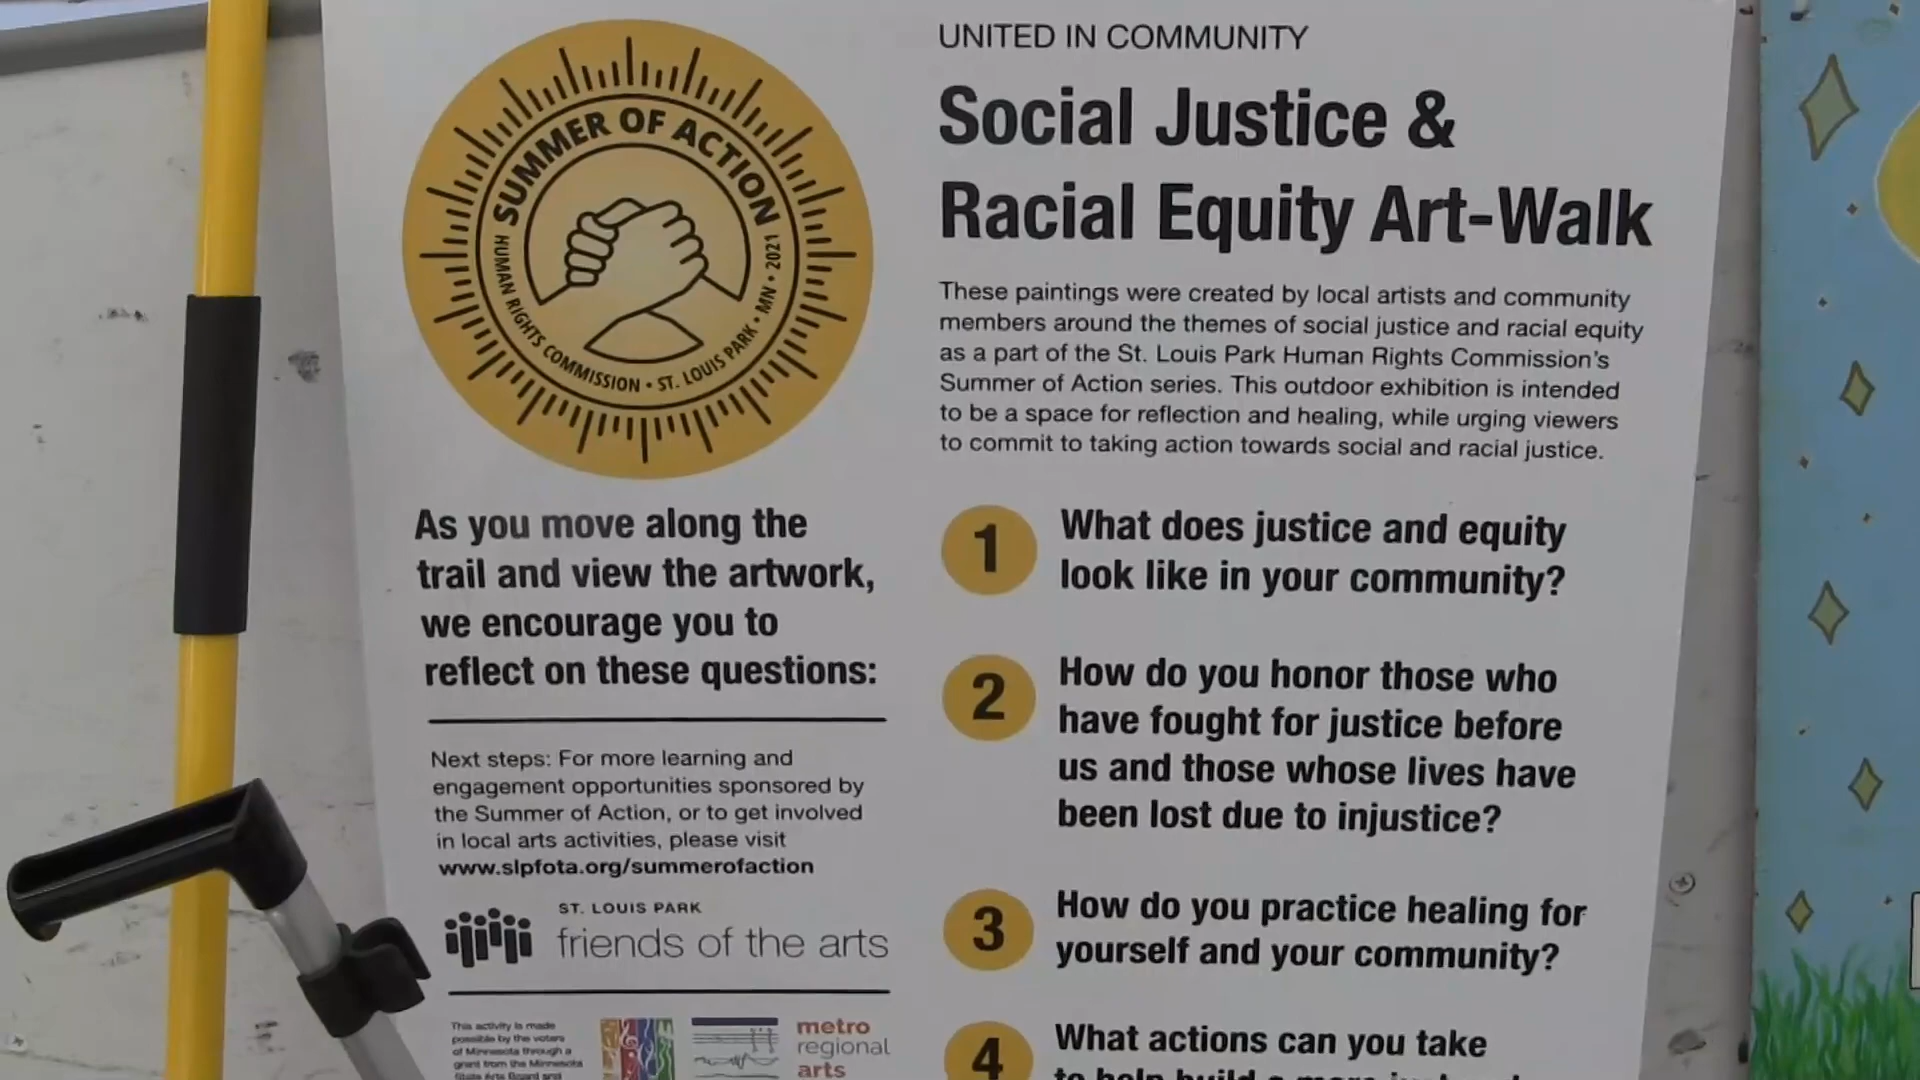 SUMMER OF ACTION
HUMAN RIGHTS COMMISSION • ST. LOUIS PARK • MN • 2021
As you move along the
trail and view the artwork,
we encourage you to
reflect on these questions:
Next steps: For more learning and
engagement opportunities sponsored by
the Summer of Action, or to get involved
in local arts activities, please visit
www.slpfota.org/summerofaction
ST. LOUIS PARK
friends of the arts
This activity is made
possible by the voters
of Minnesota through a
grant from the Minnesota
State Arts Board and
metro
regional
arts
UNITED IN COMMUNITY
Social Justice &
Racial Equity Art-Walk
These paintings were created by local artists and community
members around the themes of social justice and racial equity
as a part of the St. Louis Park Human Rights Commission's
Summer of Action series. This outdoor exhibition is intended
to be a space for reflection and healing, while urging viewers
to commit to taking action towards social and racial justice.
1 What does justice and equity
look like in your community?
2 How do you honor those who
have fought for justice before
us and those whose lives have
been lost due to injustice?
3 How do you practice healing for
yourself and your community?
4 What actions can you take
to help build a more just